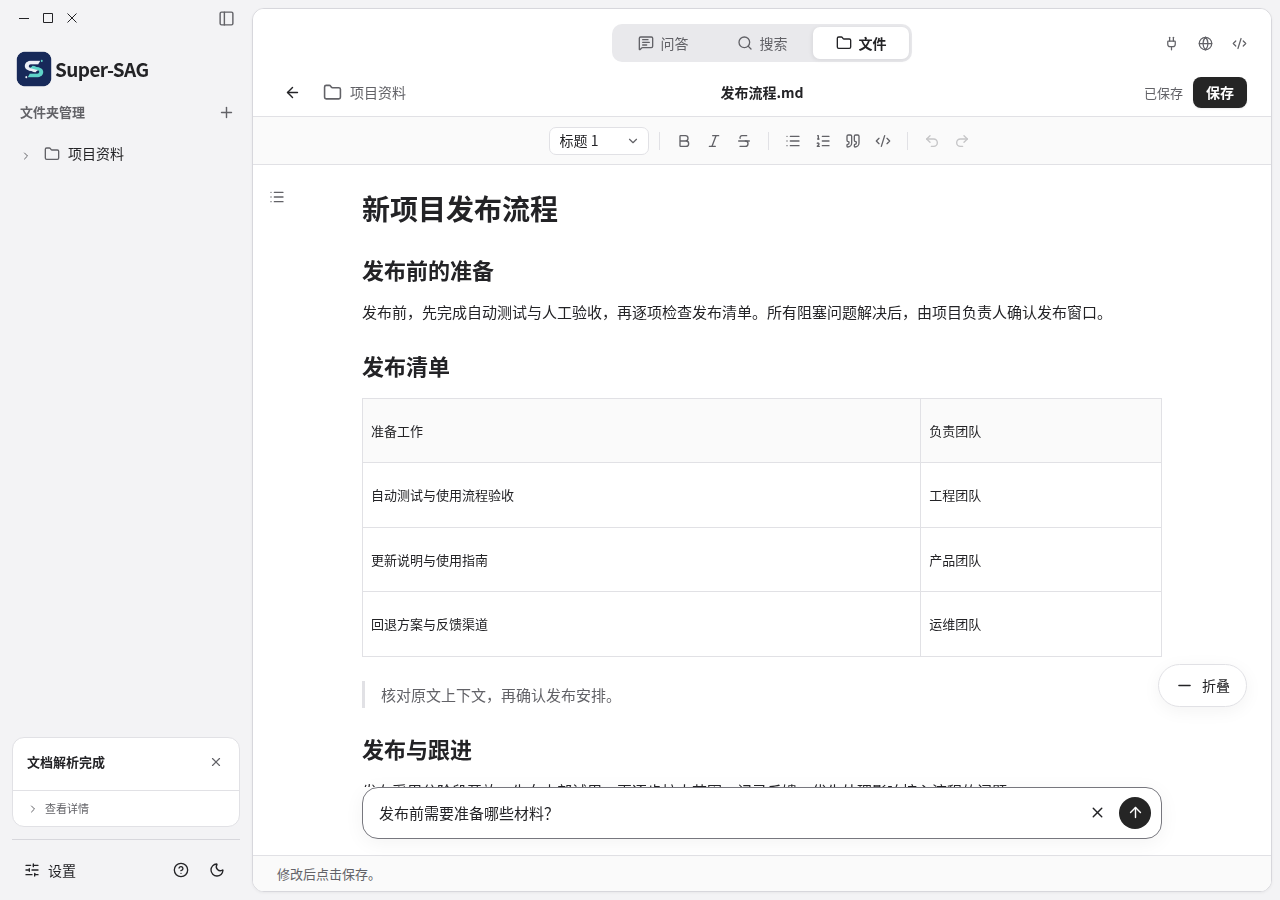 Super-SAG
文件夹管理
项目资料
文档解析完成
查看详情
设置
问答
搜索
文件
项目资料
发布流程.md
已保存
保存
标题 1
新项目发布流程
发布前的准备
发布前，先完成自动测试与人工验收，再逐项检查发布清单。所有阻塞问题解决后，由项目负责人确认发布窗口。
发布清单
准备工作 负责团队
自动测试与使用流程验收 工程团队
更新说明与使用指南 产品团队
回退方案与反馈渠道 运维团队
核对原文上下文，再确认发布安排。
折叠
发布与跟进
发布前需要准备哪些材料？
修改后点击保存。